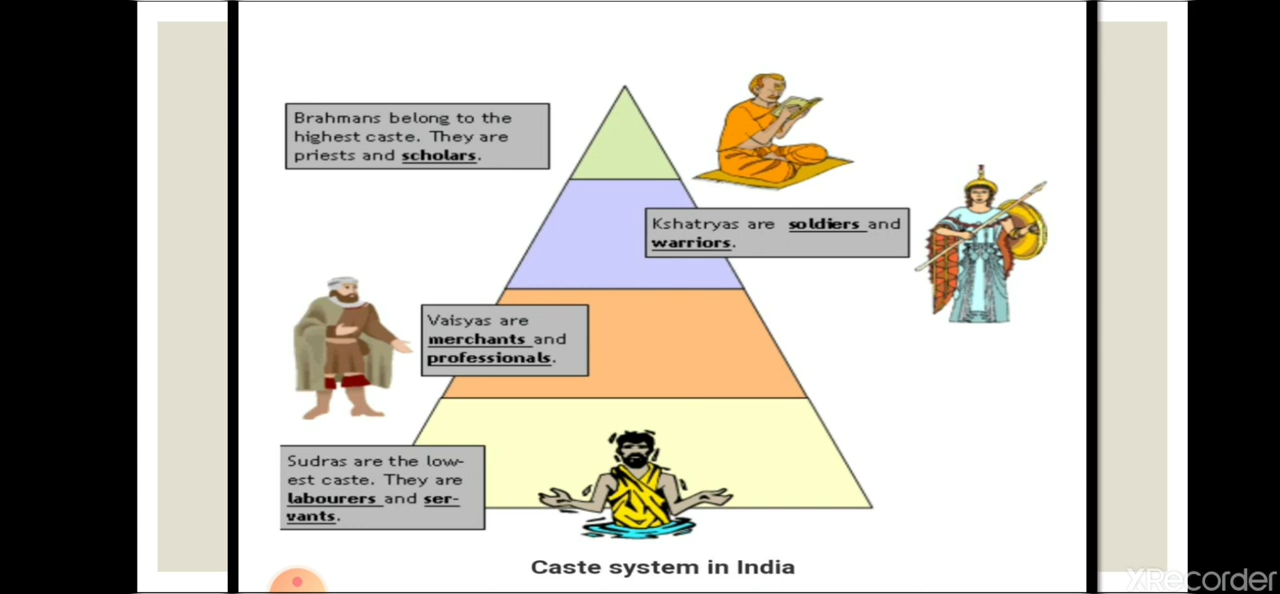 Brahmans belong to the
highest caste. They are
priests and scholars.
Kshatryas are soldiers and
warriors.
Vaisyas are
merchants and
professionals.
Sudras are the low-
est caste. They are
labourers and ser-
vants.
Caste system in India
XRecorder